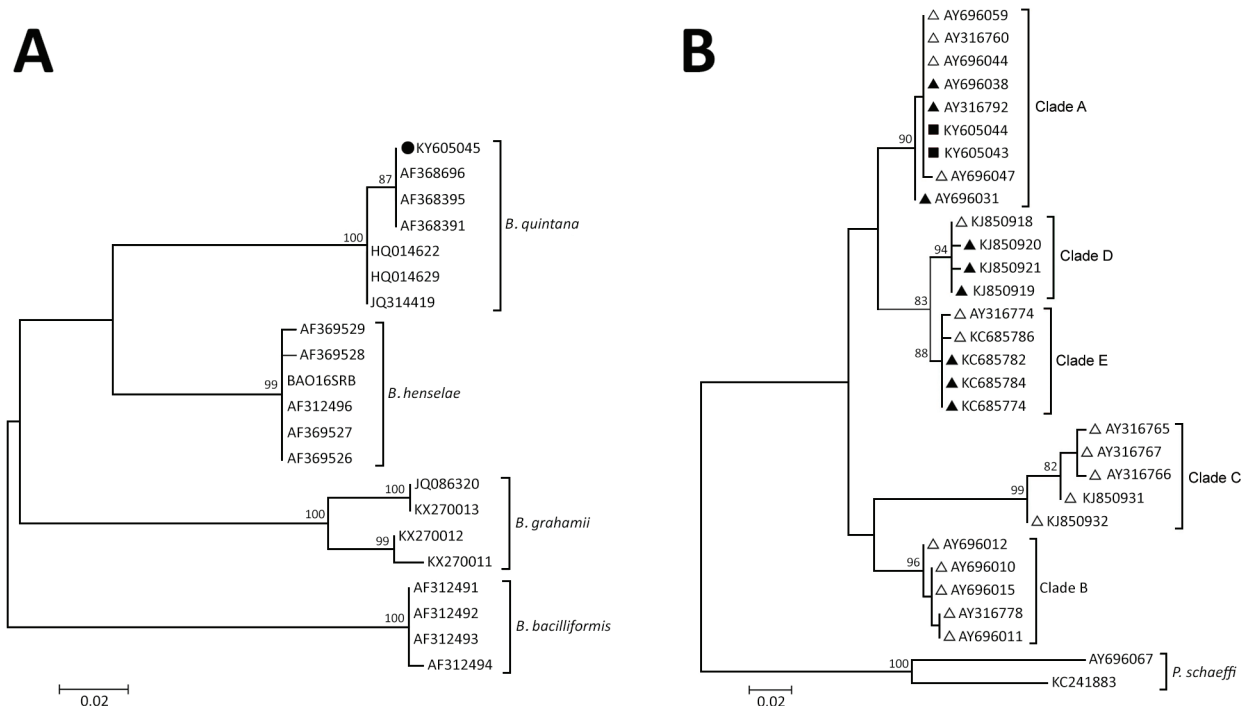 A
87
KY605045
AF368696
AF368395
AF368391
100
HQ014622
HQ014629
JQ314419
B. quintana
AF369529
AF369528
99
BAO16SRB
AF312496
AF369527
AF369526
B. henselae
100
100
JQ086320
KX270013
99
KX270012
KX270011
B. grahamii
100
AF312491
AF312492
AF312493
AF312494
B. bacilliformis
0.02
B
90
AY696059
AY316760
AY696044
AY696038
AY316792
KY605044
KY605043
AY696047
AY696031
Clade A
83
94
KJ850918
KJ850920
KJ850921
KJ850919
Clade D
88
AY316774
KC685786
KC685782
KC685784
KC685774
Clade E
99
82
AY316765
AY316767
AY316766
KJ850931
KJ850932
Clade C
96
AY696012
AY696010
AY696015
AY316778
AY696011
Clade B
100
AY696067
KC241883
P. schaeffi
0.02